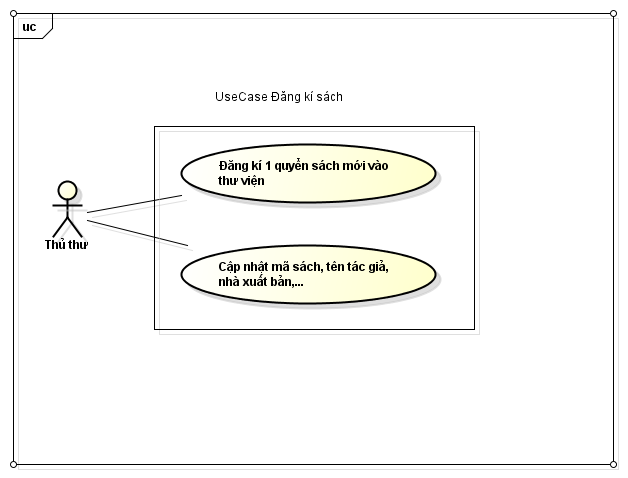 uc
UseCase Đăng kí sách
Đăng kí 1 quyển sách mới vào
thư viện
Thủ thư
Cập nhật mã sách, tên tác giả,
nhà xuất bản,...